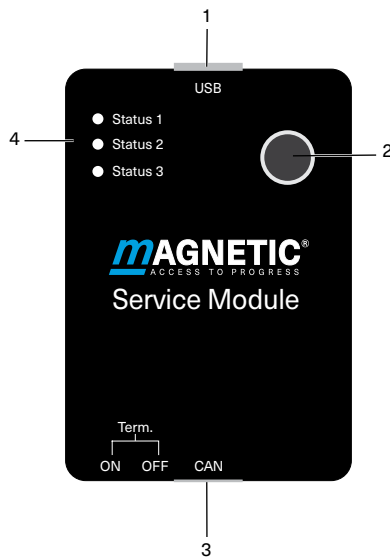 1
USB
Status 1
4
Status 2
2
Status 3
mAGNETIC®
ACCESS TO PROGRESS
Service Module
Term.
ON OFF CAN
3